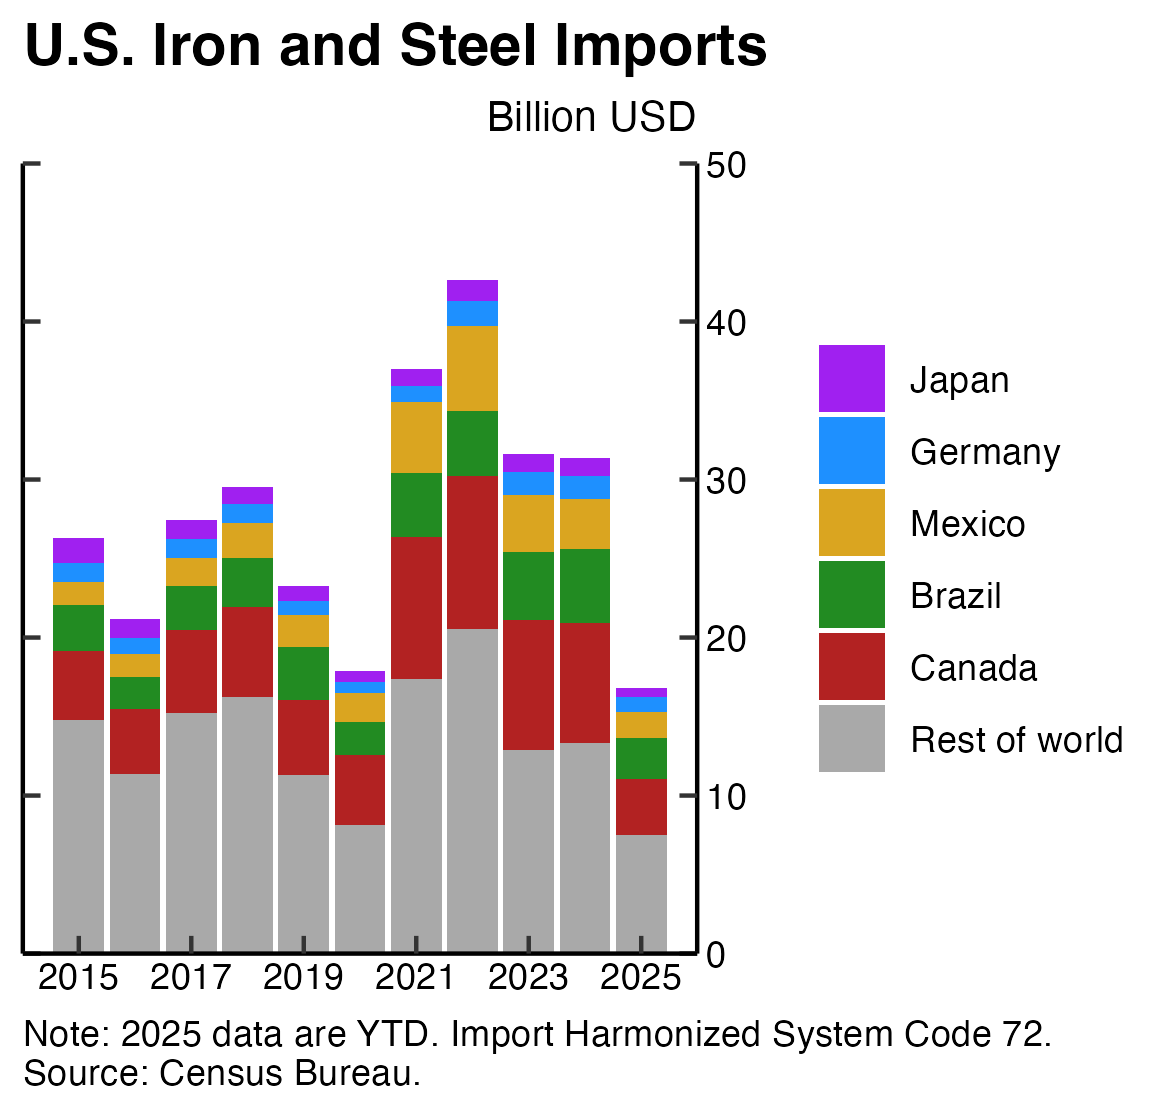 U.S. Iron and Steel Imports
Billion USD
50
40
30
20
10
0
2015 2017 2019 2021 2023 2025
Japan
Germany
Mexico
Brazil
Canada
Rest of world
Note: 2025 data are YTD. Import Harmonized System Code 72.
Source: Census Bureau.